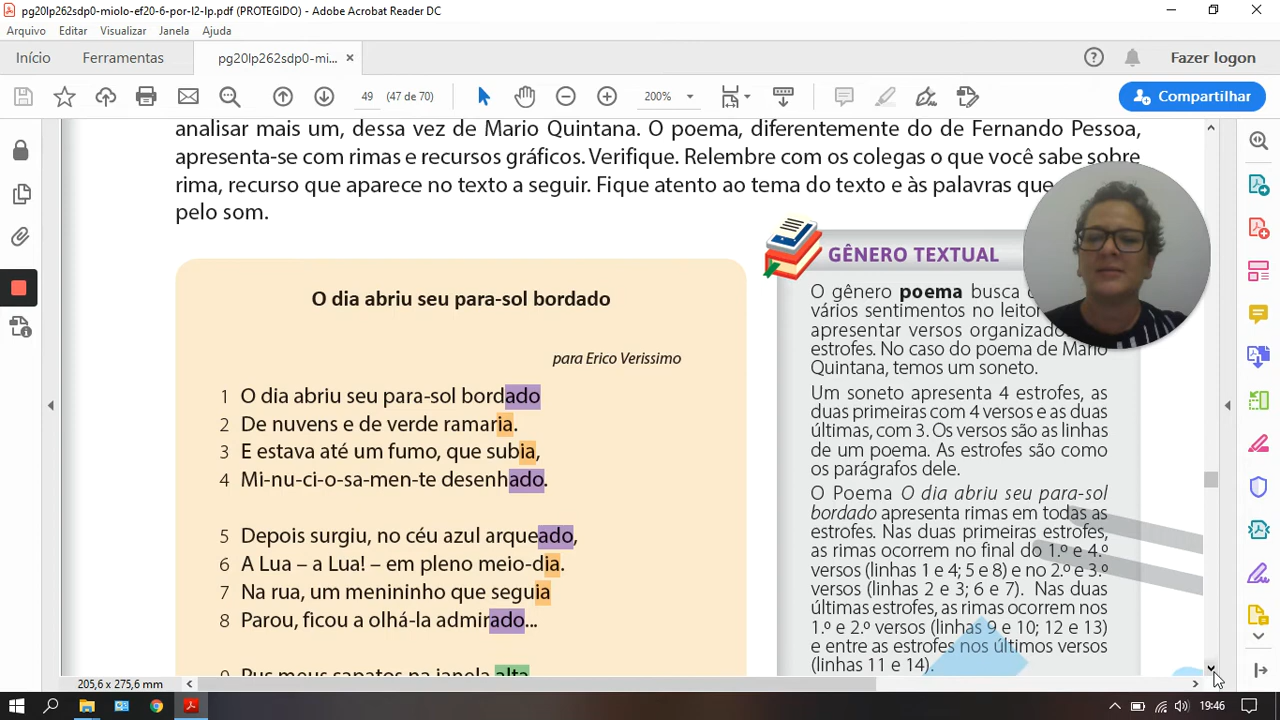 pg20lp262sdp0-miolo-ef20-6-por-l2-lp.pdf (PROTEGIDO) - Adobe Acrobat Reader DC
Arquivo Editar Visualizar Janela Ajuda
Início Ferramentas pg20lp262sdp0-mi... × Fazer logon
49 (47 de 70) 200% Compartilhar
analisar mais um, dessa vez de Mario Quintana. O poema, diferentemente do de Fernando Pessoa,
apresenta-se com rimas e recursos gráficos. Verifique. Relembre com os colegas o que você sabe sobre
rima, recurso que aparece no texto a seguir. Fique atento ao tema do texto e às palavras que
pelo som.
O dia abriu seu para-sol bordado
para Erico Verissimo
1 O dia abriu seu para-sol bordado
2 De nuvens e de verde ramaria.
3 E estava até um fumo, que subia,
4 Mi-nu-ci-o-sa-men-te desenhado.
5 Depois surgiu, no céu azul arqueado,
6 A Lua – a Lua! – em pleno meio-dia.
7 Na rua, um menininho que seguia
8 Parou, ficou a olhá-la admirado...
9 Pus meus sapatos na janela alta
GÊNERO TEXTUAL
O gênero poema busca
vários sentimentos no leitor
apresentar versos
estrofes. No caso do poema de Mario
Quintana, temos um soneto.
Um soneto apresenta 4 estrofes, as
duas primeiras com 4 versos e as duas
últimas, com 3. Os versos são as linhas
de um poema. As estrofes são como
os parágrafos dele.
O Poema O dia abriu seu para-sol
bordado apresenta rimas em todas as
estrofes. Nas duas primeiras estrofes,
as rimas ocorrem no final do 1.º e 4.º
versos (linhas 1 e 4; 5 e 8) e no 2.º e 3.º
versos (linhas 2 e 3; 6 e 7). Nas duas
últimas estrofes, as rimas ocorrem nos
1.º e 2.º versos (linhas 9 e 10; 12 e 13)
e entre as estrofes nos últimos versos
(linhas 11 e 14).
205,6 x 275,6 mm
19:46